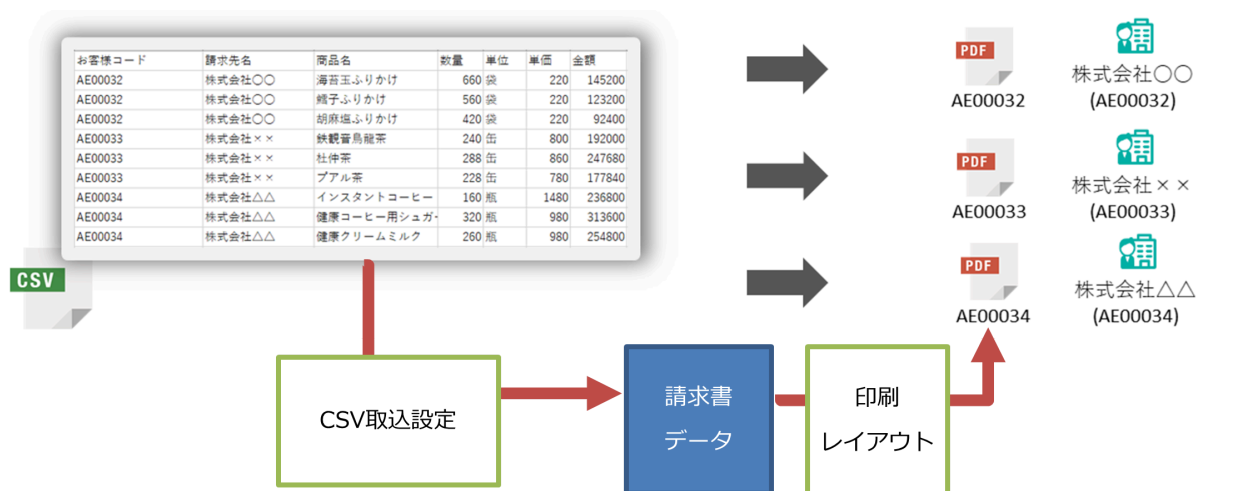 お客様コード 請求先名 商品名 数量 単位 単価 金額
AE00032 株式会社〇〇 海苔玉ふりかけ 660 袋 220 145200
AE00032 株式会社〇〇 鱈子ふりかけ 560 袋 220 123200
AE00032 株式会社〇〇 胡麻塩ふりかけ 420 袋 220 92400
AE00033 株式会社×× 鉄観音烏龍茶 240 缶 800 192000
AE00033 株式会社×× 杜仲茶 288 缶 860 247680
AE00033 株式会社×× プアル茶 228 缶 780 177840
AE00034 株式会社△△ インスタントコーヒー 160 瓶 1480 236800
AE00034 株式会社△△ 健康コーヒー用シュガー 320 瓶 980 313600
AE00034 株式会社△△ 健康クリームミルク 260 瓶 980 254800
CSV
PDF
AE00032
株式会社〇〇
(AE00032)
PDF
AE00033
株式会社××
(AE00033)
PDF
AE00034
株式会社△△
(AE00034)
CSV取込設定
請求書
データ
印刷
レイアウト